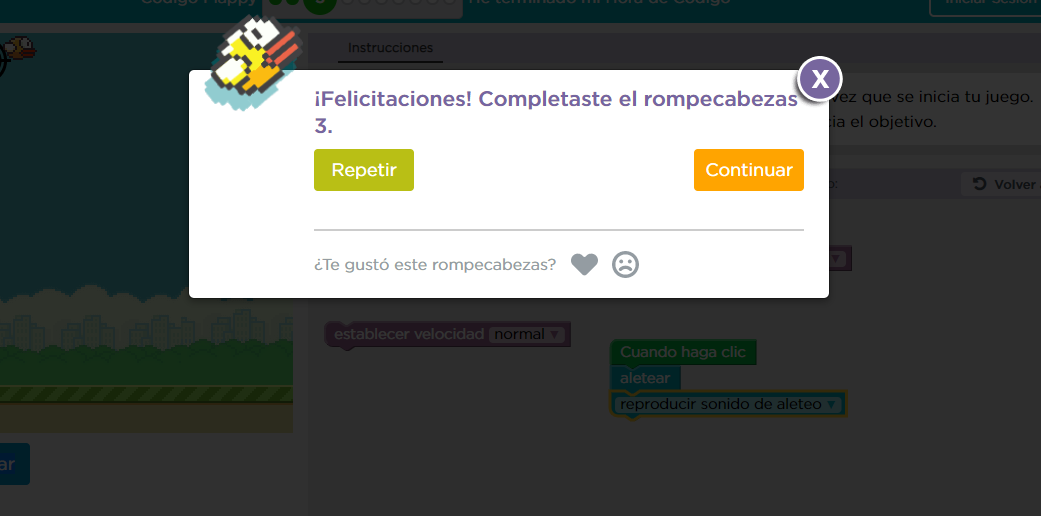 Código Flappy
He terminado mi Hora de Código
Iniciar sesión
Instrucciones
X
¡Felicitaciones! Completaste el rompecabezas
3.
vez que se inicia tu juego.
el objetivo.
Repetir
Continuar
Volver
¿Te gustó este rompecabezas?
establecer velocidad normal
Cuando haga clic
aletear
reproducir sonido de aleteo
ar